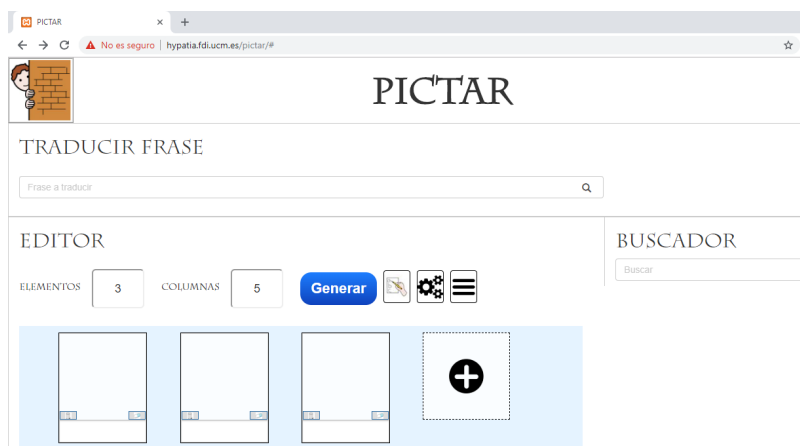 PICTAR
No es seguro | hypatia.fdi.ucm.es/pictar/#
PICTAR
TRADUCIR FRASE
Frase a traducir
EDITOR
ELEMENTOS 3 COLUMNAS 5 Generar
BUSCADOR
Buscar